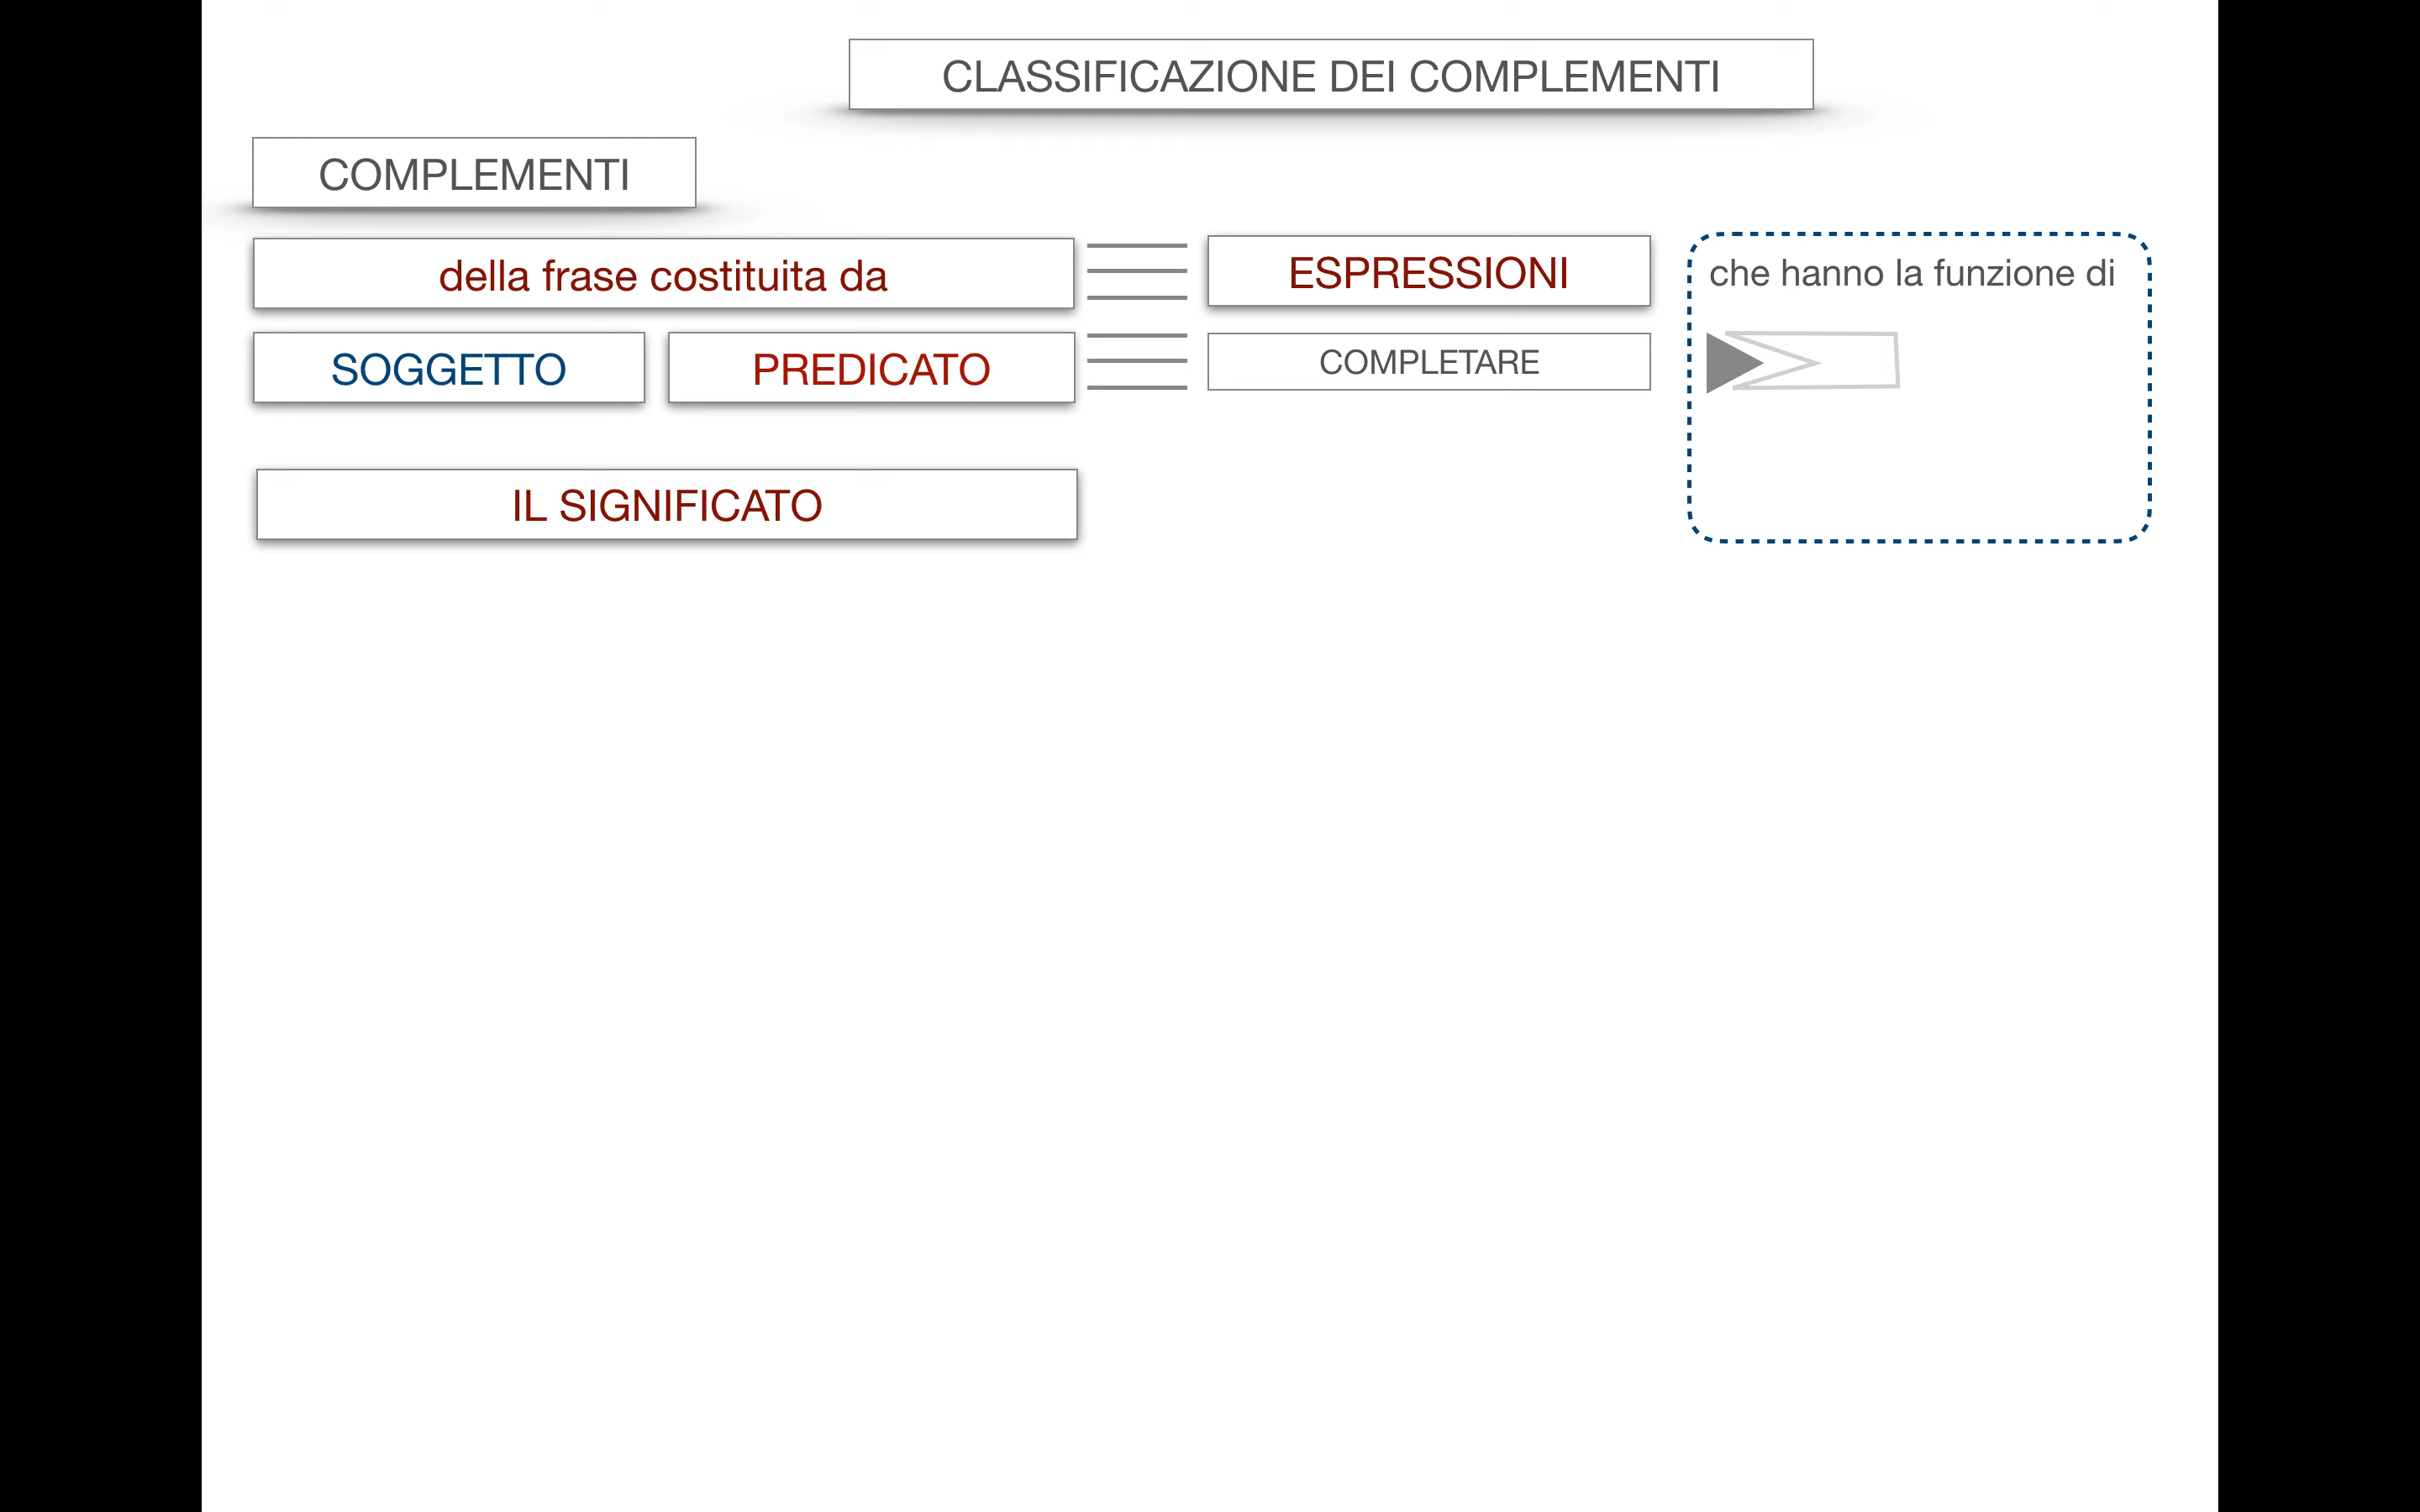 CLASSIFICAZIONE DEI COMPLEMENTI
COMPLEMENTI
della frase costituita da
ESPRESSIONI
che hanno la funzione di
SOGGETTO
PREDICATO
COMPLETARE
IL SIGNIFICATO